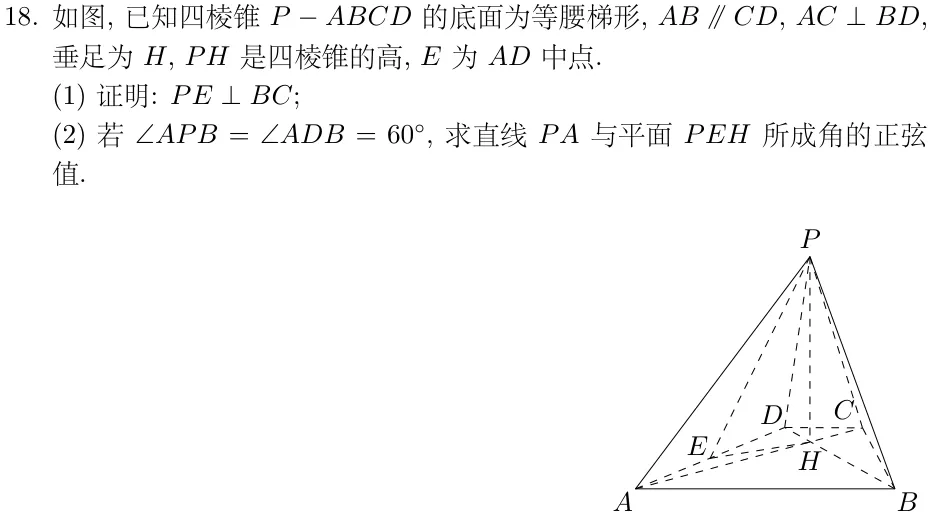 18. 如图, 已知四棱锥 P − ABCD 的底面为等腰梯形, AB ∥ CD, AC ⊥ BD,
垂足为 H, PH 是四棱锥的高, E 为 AD 中点.
(1) 证明: PE ⊥ BC;
(2) 若 ∠APB = ∠ADB = 60°, 求直线 PA 与平面 PEH 所成角的正弦
值.
P
D C
E
H
A B